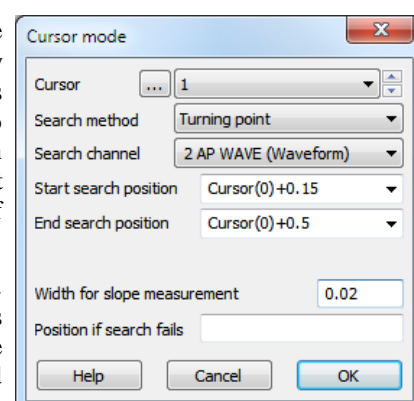 Cursor mode
Cursor ... 1
Search method Turning point
Search channel 2 AP WAVE (Waveform)
Start search position Cursor(0)+0.15
End search position Cursor(0)+0.5
Width for slope measurement 0.02
Position if search fails
Help Cancel OK